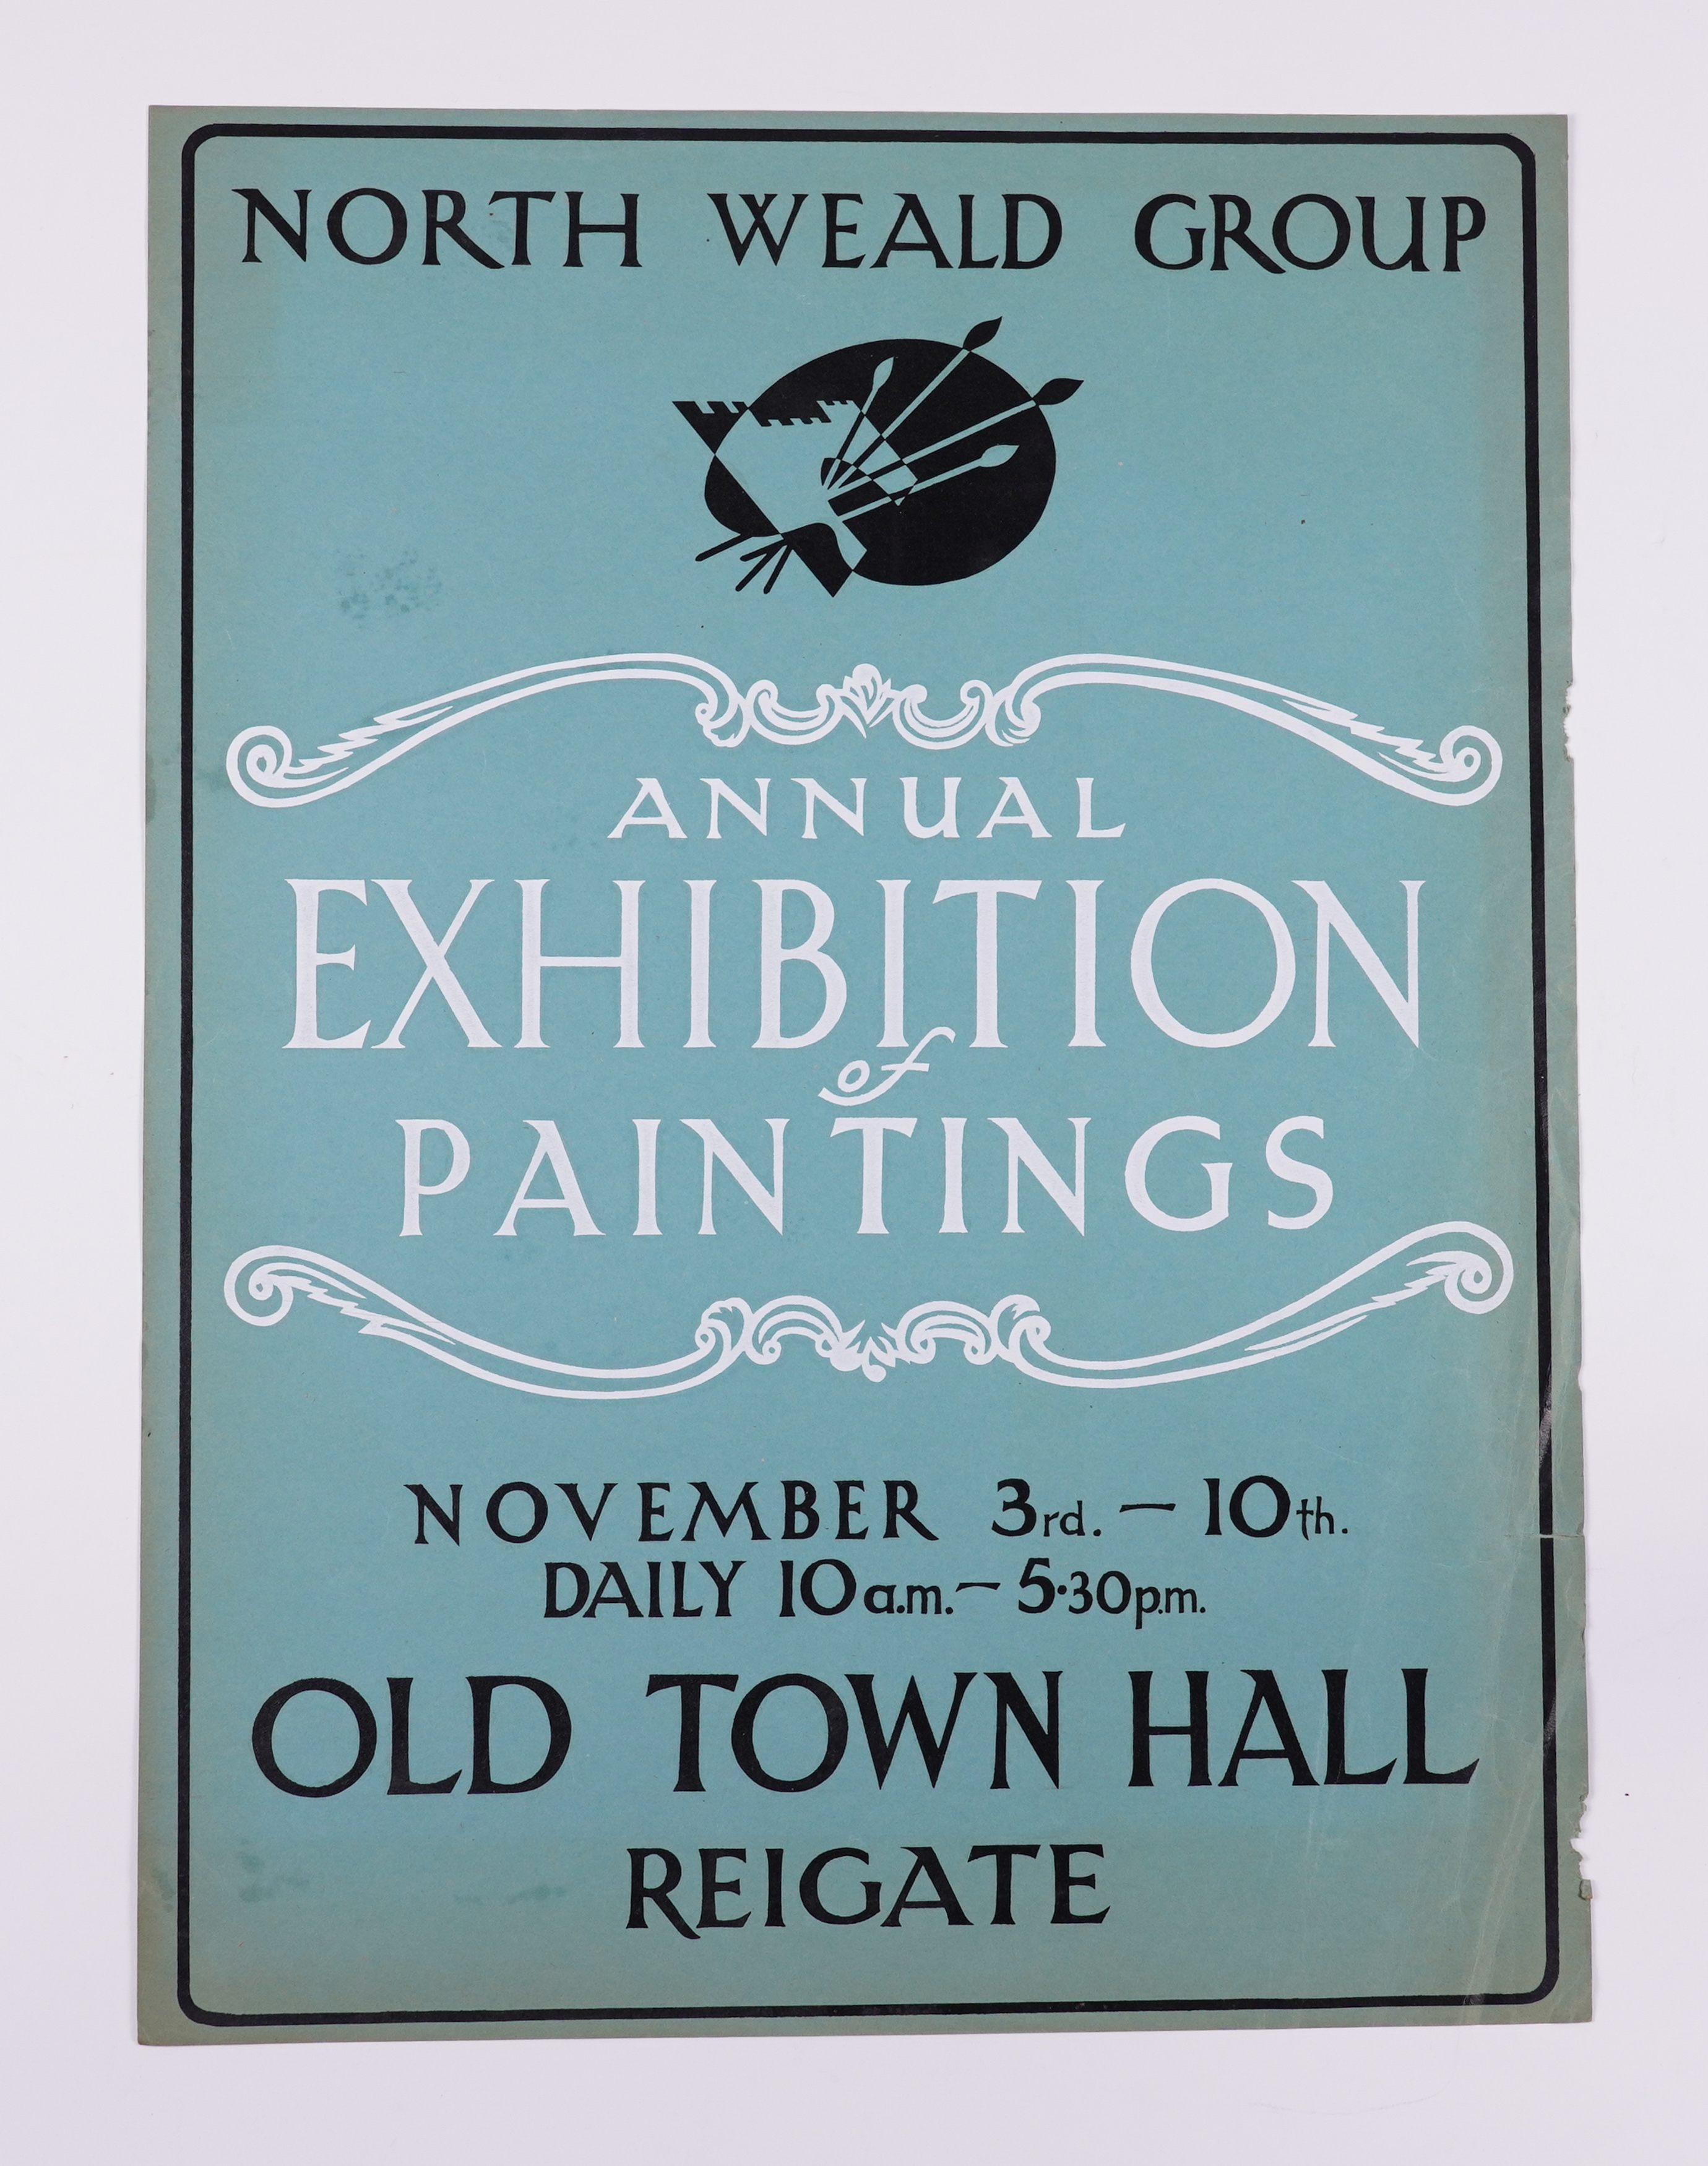 NORTH WEALD GROUP
ANNUAL
EXHIBITION
of
PAINTINGS
NOVEMBER 3rd. — 10th.
DAILY 10a.m. — 5·30p.m.
OLD TOWN HALL
REIGATE